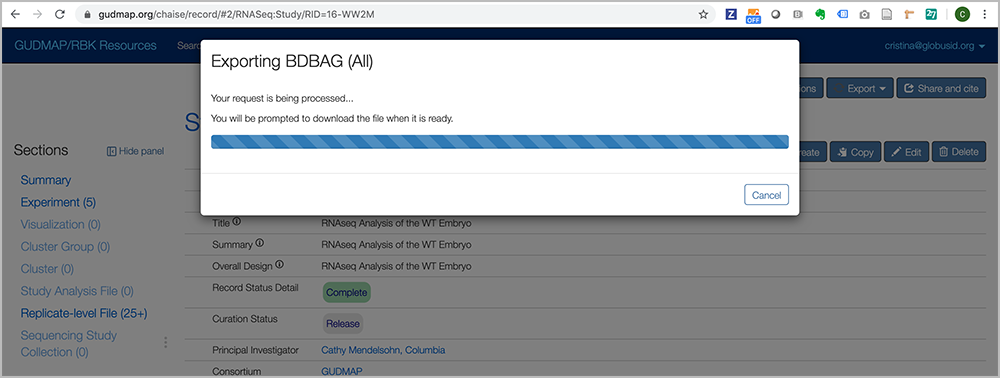 gudmap.org/chaise/record/#2/RNASeq:Study/RID=16-WW2M
OFF
C
GUDMAP/RBK Resources
Sear
cristina@globusid.org
Exporting BDBAG (All)
Your request is being processed...
You will be prompted to download the file when it is ready.
Cancel
ons
Export
Share and cite
S
Sections
Hide panel
eate
Copy
Edit
Delete
Summary
Experiment (5)
Visualization (0)
Cluster Group (0)
Cluster (0)
Study Analysis File (0)
Replicate-level File (25+)
Sequencing Study
Collection (0)
Title RNAseq Analysis of the WT Embryo
Summary RNAseq Analysis of the WT Embryo
Overall Design RNAseq Analysis of the WT Embryo
Record Status Detail Complete
Curation Status Release
Principal Investigator Cathy Mendelsohn, Columbia
Consortium GUDMAP